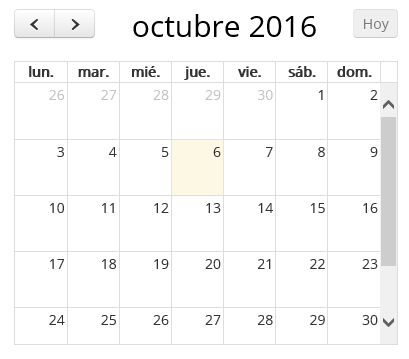 octubre 2016 Hoy
lun. mar. mié. jue. vie. sáb. dom.
26 27 28 29 30 1 2
3 4 5 6 7 8 9
10 11 12 13 14 15 16
17 18 19 20 21 22 23
24 25 26 27 28 29 30